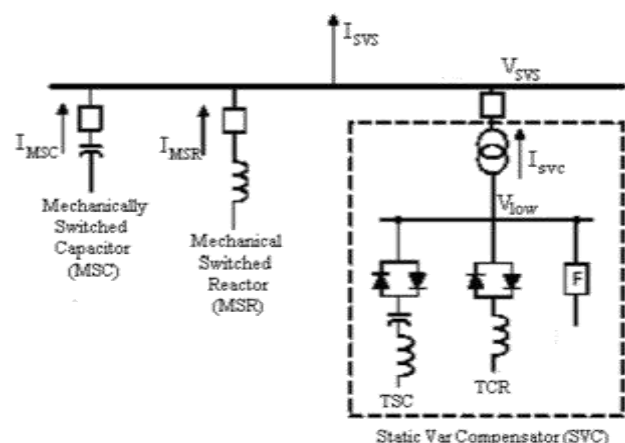 I_SVS
V_SVS
I_MSC
I_MSR
I_svc
Mechanically
Switched
Capacitor
(MSC)
Mechanical
Switched
Reactor
(MSR)
V_low
F
TSC
TCR
Static Var Compensator (SVC)